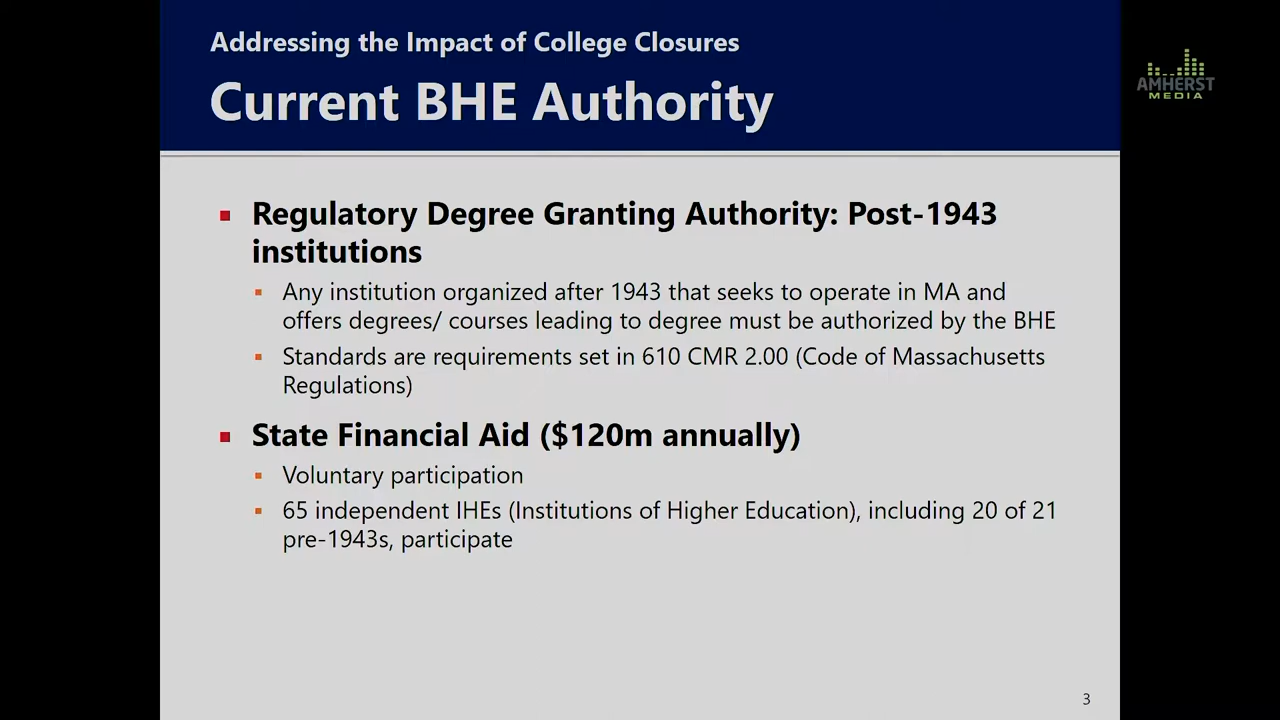 Addressing the Impact of College Closures
Current BHE Authority
AMHERST
MEDIA
Regulatory Degree Granting Authority: Post-1943
institutions
Any institution organized after 1943 that seeks to operate in MA and
offers degrees/ courses leading to degree must be authorized by the BHE
Standards are requirements set in 610 CMR 2.00 (Code of Massachusetts
Regulations)
State Financial Aid ($120m annually)
Voluntary participation
65 independent IHEs (Institutions of Higher Education), including 20 of 21
pre-1943s, participate
3